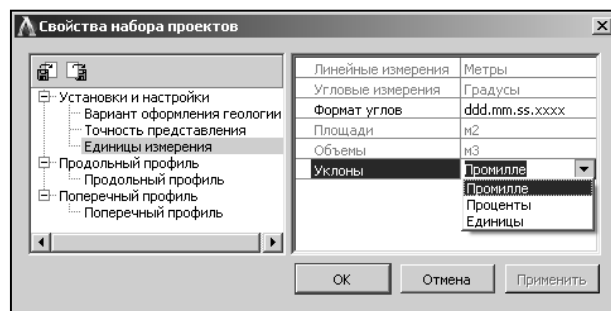 Свойства набора проектов
Установки и настройки
Вариант оформления геологии
Точность представления
Единицы измерения
Продольный профиль
Продольный профиль
Поперечный профиль
Поперечный профиль
Линейные измерения Метры
Угловые измерения Градусы
Формат углов ddd.mm.ss.xxxx
Площади м2
Объемы м3
Уклоны Промилле
Промилле
Проценты
Единицы
ОК Отмена Применить